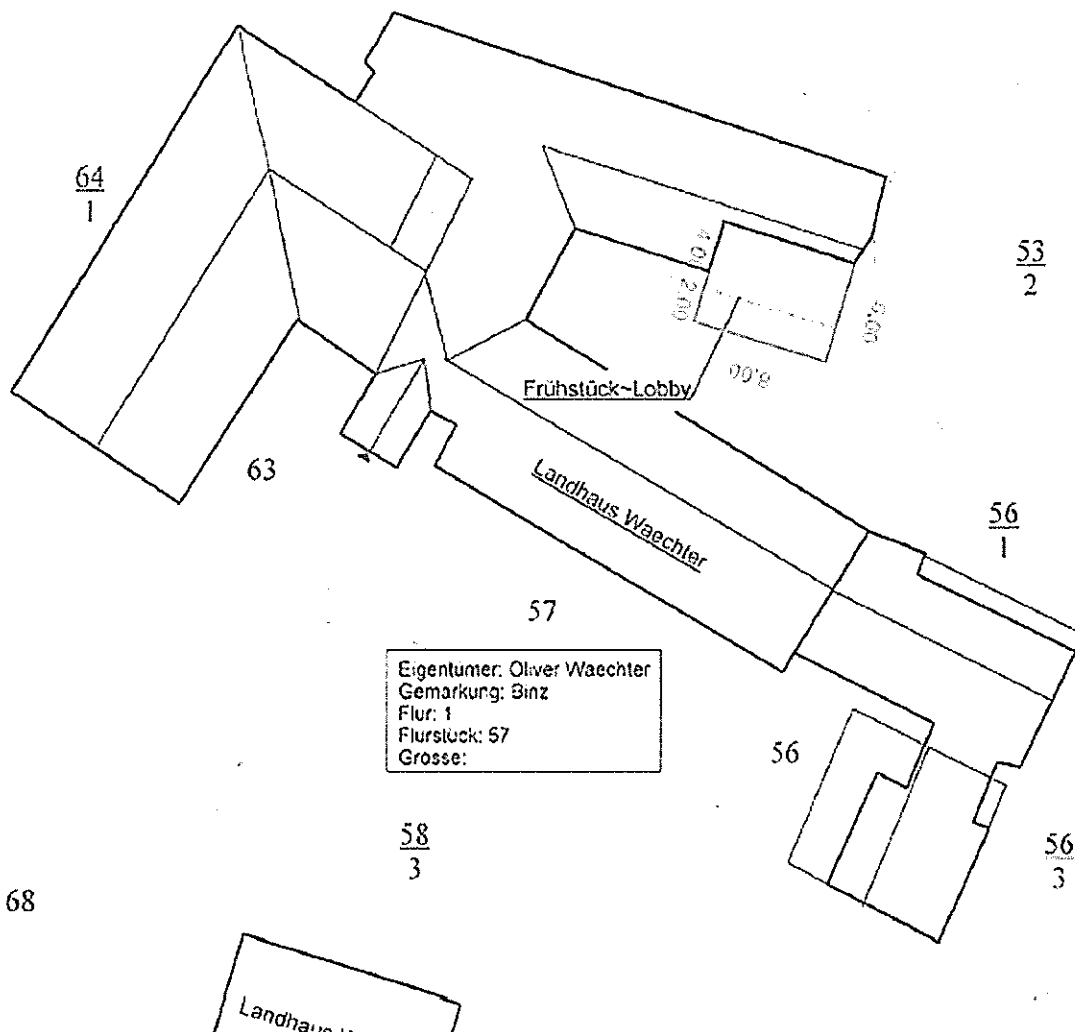 64
1
53
2
4.00
2.00
6,00
8.00
Frühstück~Lobby
63
Landhaus Waechter
56
1
57
Eigentümer: Oliver Waechter
Gemarkung: Binz
Flur: 1
Flurstück: 57
Grosse:
56
58
3
56
3
68
Landhaus